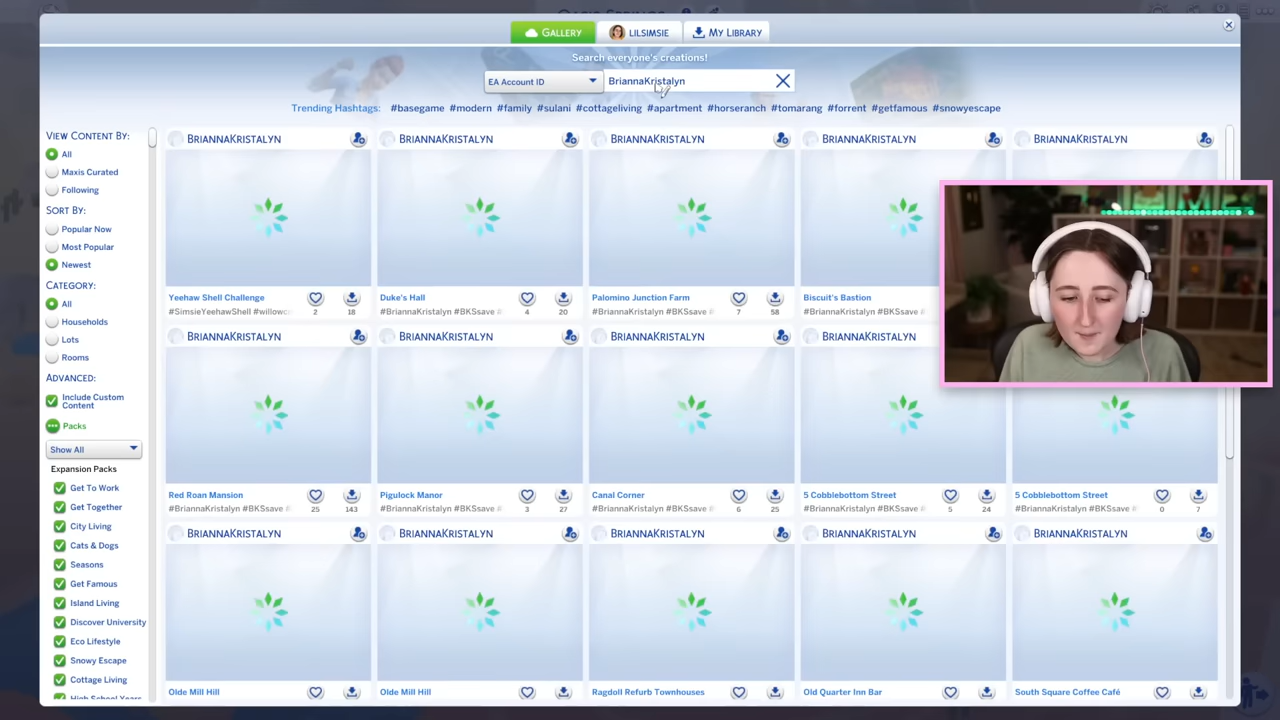 GALLERY
LILSIMSIE
MY LIBRARY
Search everyone's creations!
EA Account ID
BriannaKristalyn
Trending Hashtags: #basegame #modern #family #sulani #cottageliving #apartment #horseranch #tomarang #forrent #getfamous #snowyescape
VIEW CONTENT BY:
All
Maxis Curated
Following
SORT BY:
Popular Now
Most Popular
Newest
CATEGORY:
All
Households
Lots
Rooms
ADVANCED:
Include Custom
Content
Packs
Show All
Expansion Packs
Get To Work
Get Together
City Living
Cats & Dogs
Seasons
Get Famous
Island Living
Discover University
Eco Lifestyle
Snowy Escape
Cottage Living
High School Years
BRIANNAKRISTALYN BRIANNAKRISTALYN BRIANNAKRISTALYN BRIANNAKRISTALYN BRIANNAKRISTALYN
Yeehaw Shell Challenge Duke's Hall Palomino Junction Farm Biscuit's Bastion
#SimsieYeehawShell #willowc 2 18 #BriannaKristalyn #BKSsave 4 20 #BriannaKristalyn #BKSsave 7 58 #BriannaKristalyn #BKSsave
BRIANNAKRISTALYN BRIANNAKRISTALYN BRIANNAKRISTALYN BRIANNAKRISTALYN
Red Roan Mansion Pigulock Manor Canal Corner 5 Cobblebottom Street 5 Cobblebottom Street
#BriannaKristalyn #BKSsave # 25 143 #BriannaKristalyn #BKSsave # 3 27 #BriannaKristalyn #BKSsave # 6 25 #BriannaKristalyn #BKSsave # 5 24 #BriannaKristalyn #BKSsave # 0 7
BRIANNAKRISTALYN BRIANNAKRISTALYN BRIANNAKRISTALYN BRIANNAKRISTALYN BRIANNAKRISTALYN
Olde Mill Hill Olde Mill Hill Ragdoll Refurb Townhouses Old Quarter Inn Bar South Square Coffee Café